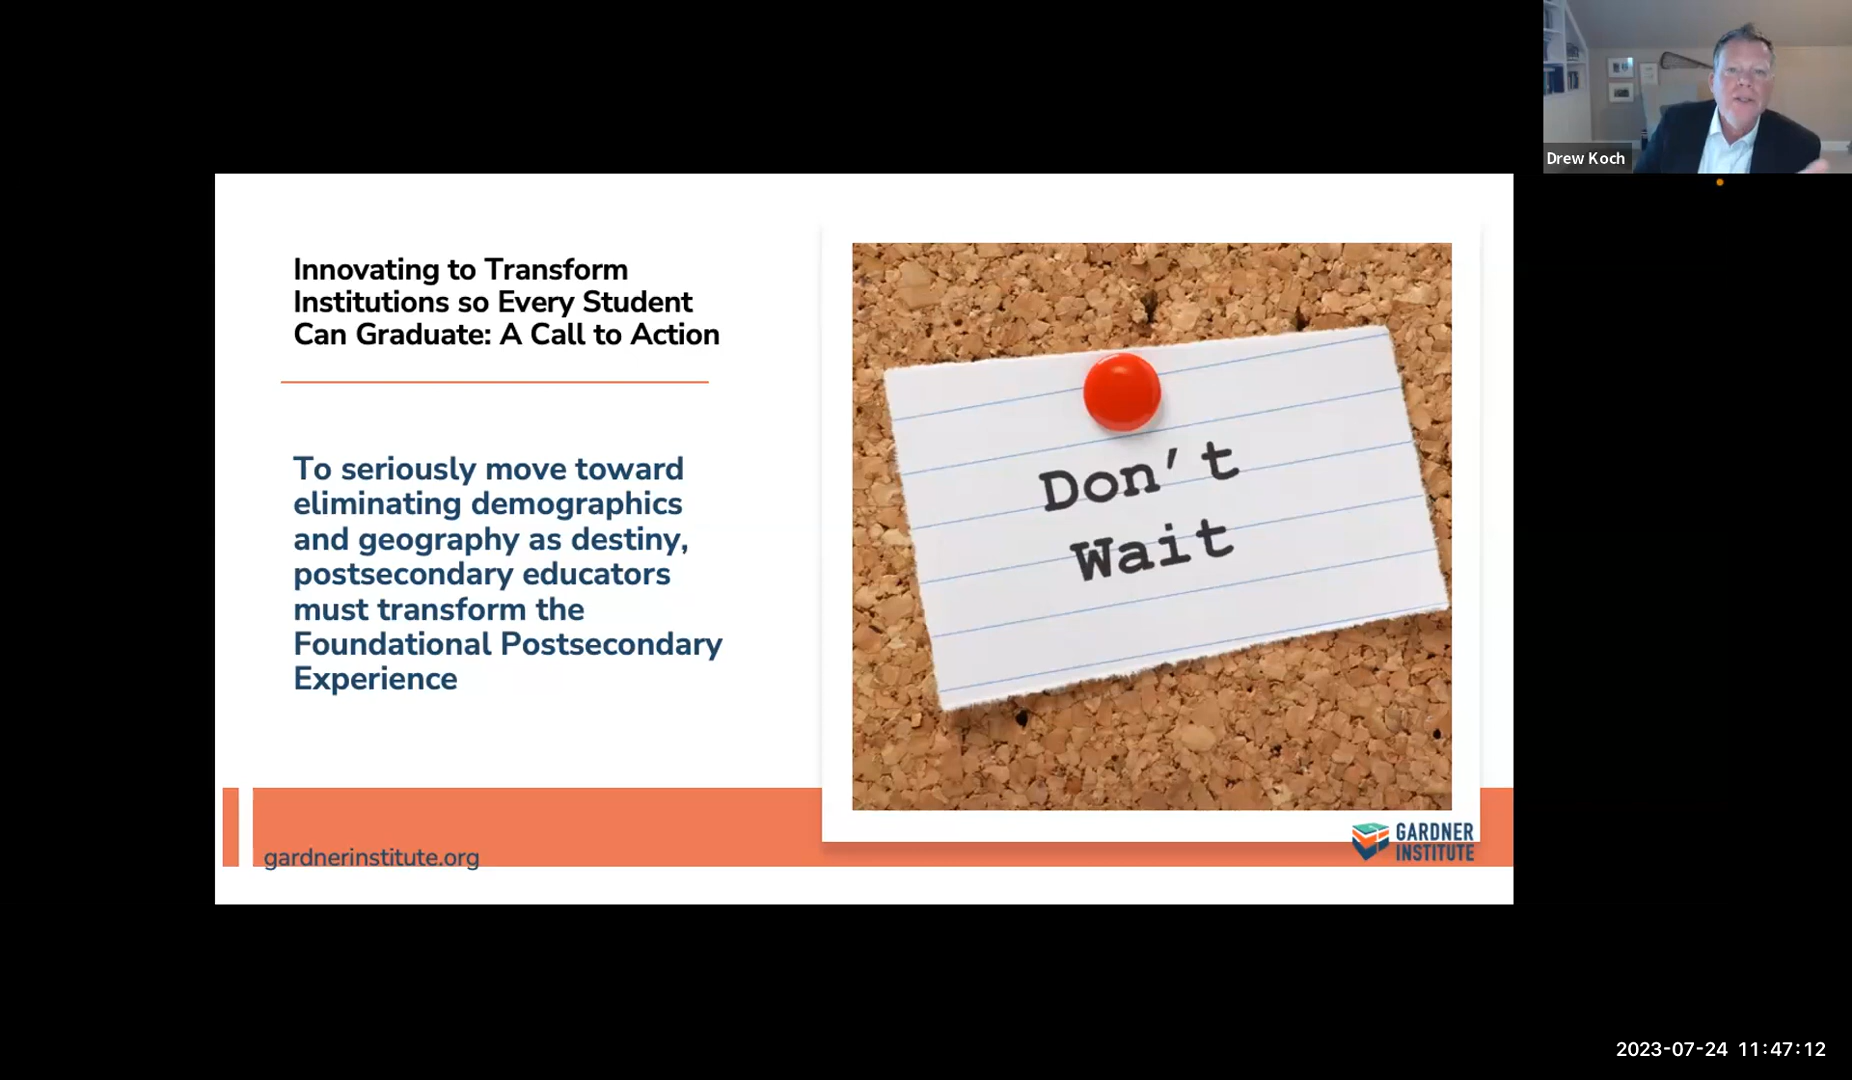 Drew Koch
Innovating to Transform
Institutions so Every Student
Can Graduate: A Call to Action
To seriously move toward
eliminating demographics
and geography as destiny,
postsecondary educators
must transform the
Foundational Postsecondary
Experience
Don't
Wait
gardnerinstitute.org
GARDNER
INSTITUTE
2023-07-24 11:47:12